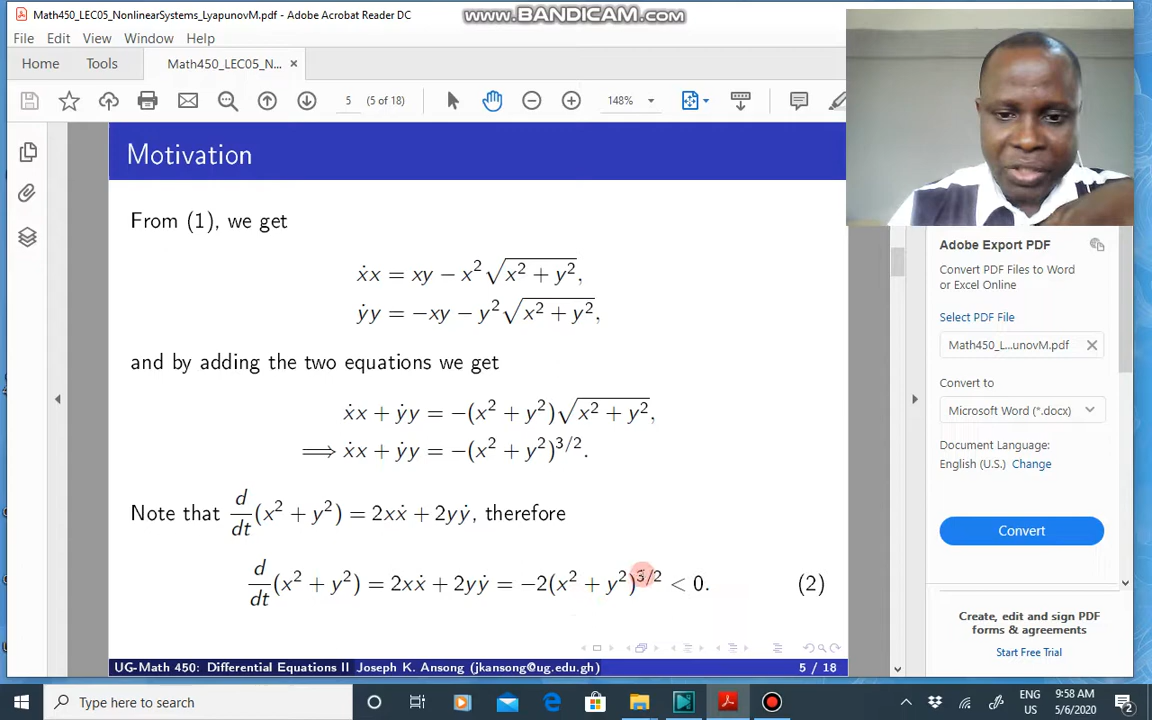 Math450_LEC05_NonlinearSystems_LyapunovM.pdf - Adobe Acrobat Reader DC
www.BANDICAM.com
File Edit View Window Help
Home Tools Math450_LEC05_N... ×
5 (5 of 18) 148%
Motivation
From (1), we get
ẋx = xy − x²√(x² + y²),
ẏy = −xy − y²√(x² + y²),
and by adding the two equations we get
ẋx + ẏy = −(x² + y²)√(x² + y²),
⟹ ẋx + ẏy = −(x² + y²)^3/2.
Note that d/dt(x² + y²) = 2xẋ + 2yẏ, therefore
d/dt(x² + y²) = 2xẋ + 2yẏ = −2(x² + y²)^3/2 < 0. (2)
UG-Math 450: Differential Equations II Joseph K. Ansong (jkansong@ug.edu.gh) 5 / 18
Adobe Export PDF
Convert PDF Files to Word
or Excel Online
Select PDF File
Math450_L...unovM.pdf ×
Convert to
Microsoft Word (*.docx)
Document Language:
English (U.S.) Change
Convert
Create, edit and sign PDF
forms & agreements
Start Free Trial
Type here to search
ENG
US
9:58 AM
5/6/2020
2